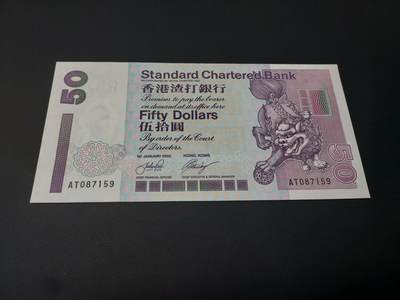 50
Standard Chartered Bank
香港渣打銀行
Promises to pay the bearer
on demand at its office here
Fifty Dollars
伍拾圓
By order of the Court
of Directors.
HONG KONG
AT087159
AT087159
50